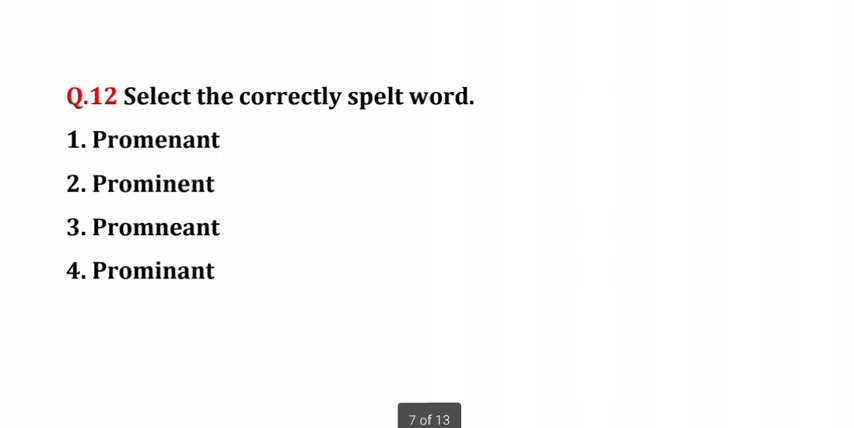 Q.12 Select the correctly spelt word.
1. Promenant
2. Prominent
3. Promneant
4. Prominant
7 of 13